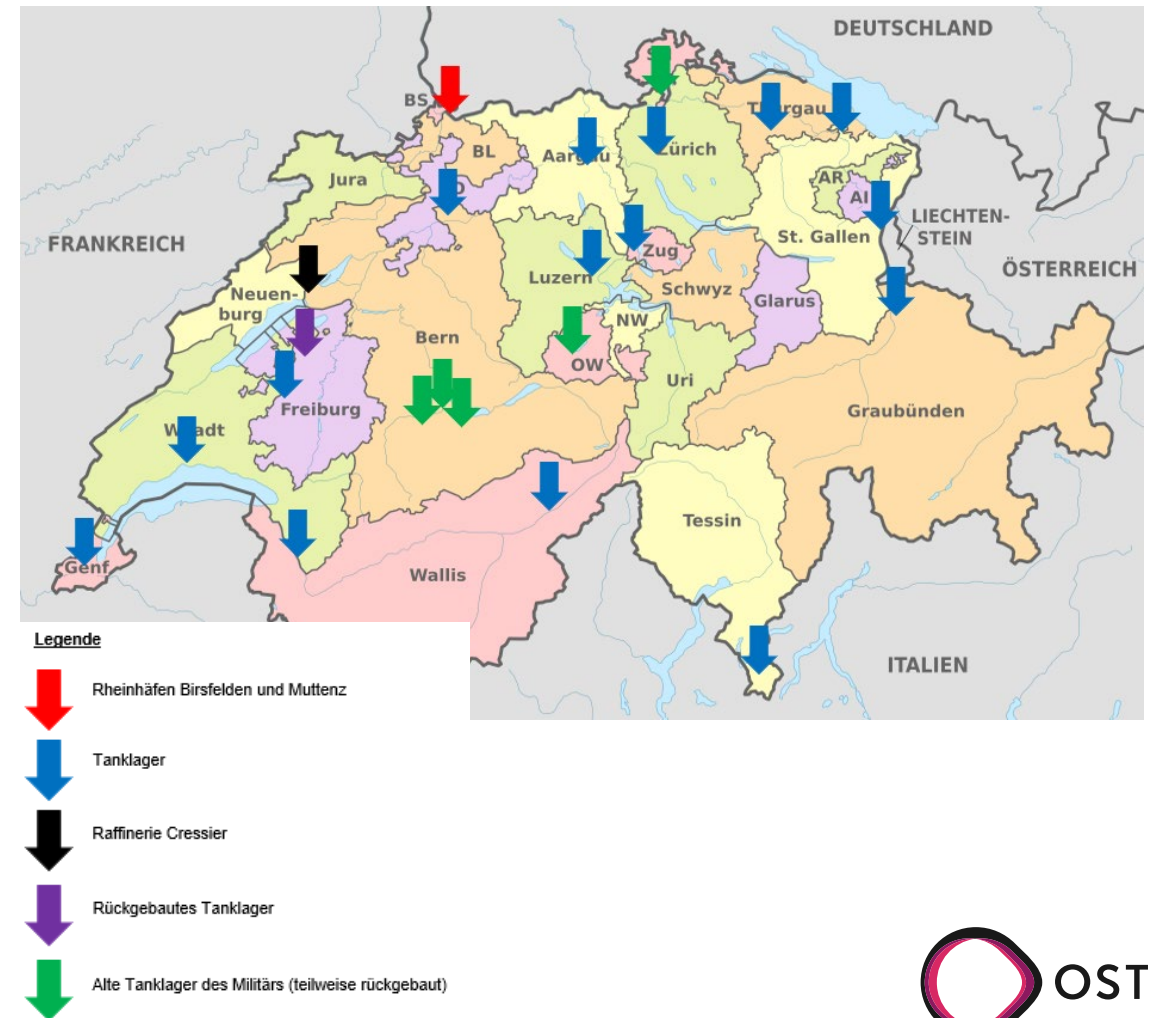 DEUTSCHLAND
BS
Thurgau
BL
Aargau
Zürich
Jura
AR
AI
FRANKREICH
LIECHTEN-
STEIN
St. Gallen
Zug
ÖSTERREICH
Luzern
Schwyz
Glarus
Neuen-
burg
NW
Bern
OW
Uri
Freiburg
Graubünden
Waadt
Tessin
Genf
Wallis
ITALIEN
Legende
Rheinhäfen Birsfelden und Muttenz
Tanklager
Raffinerie Cressier
Rückgebautes Tanklager
Alte Tanklager des Militärs (teilweise rückgebaut)
OST